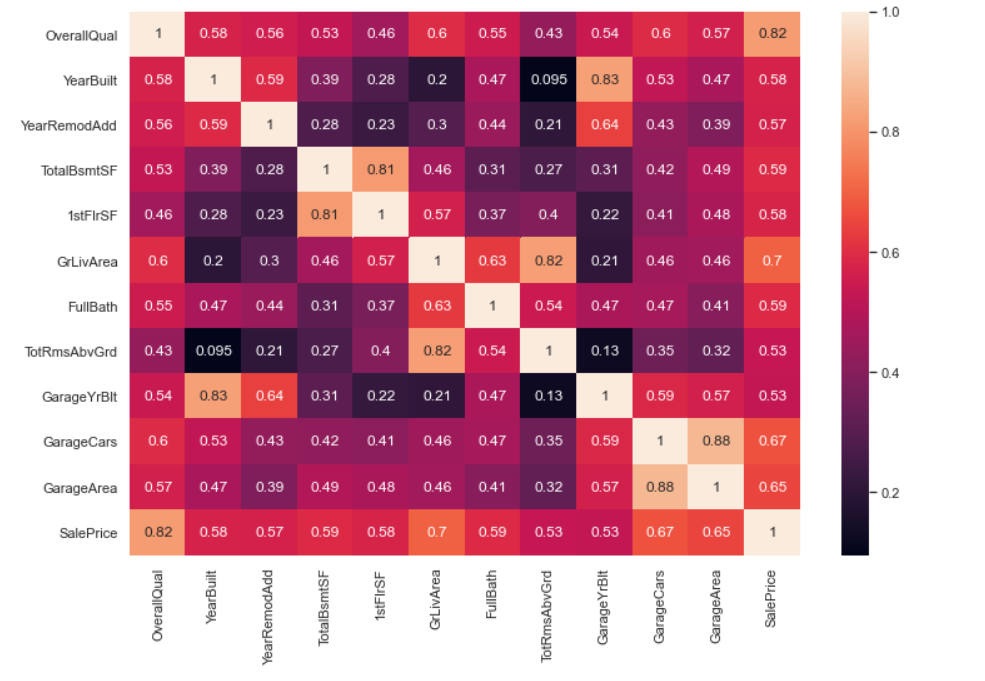 OverallQual 1 0.58 0.56 0.53 0.46 0.6 0.55 0.43 0.54 0.6 0.57 0.82
YearBuilt 0.58 1 0.59 0.39 0.28 0.2 0.47 0.095 0.83 0.53 0.47 0.58
YearRemodAdd 0.56 0.59 1 0.28 0.23 0.3 0.44 0.21 0.64 0.43 0.39 0.57
TotalBsmtSF 0.53 0.39 0.28 1 0.81 0.46 0.31 0.27 0.31 0.42 0.49 0.59
1stFlrSF 0.46 0.28 0.23 0.81 1 0.57 0.37 0.4 0.22 0.41 0.48 0.58
GrLivArea 0.6 0.2 0.3 0.46 0.57 1 0.63 0.82 0.21 0.46 0.46 0.7
FullBath 0.55 0.47 0.44 0.31 0.37 0.63 1 0.54 0.47 0.47 0.41 0.59
TotRmsAbvGrd 0.43 0.095 0.21 0.27 0.4 0.82 0.54 1 0.13 0.35 0.32 0.53
GarageYrBlt 0.54 0.83 0.64 0.31 0.22 0.21 0.47 0.13 1 0.59 0.57 0.53
GarageCars 0.6 0.53 0.43 0.42 0.41 0.46 0.47 0.35 0.59 1 0.88 0.67
GarageArea 0.57 0.47 0.39 0.49 0.48 0.46 0.41 0.32 0.57 0.88 1 0.65
SalePrice 0.82 0.58 0.57 0.59 0.58 0.7 0.59 0.53 0.53 0.67 0.65 1
OverallQual
YearBuilt
YearRemodAdd
TotalBsmtSF
1stFlrSF
GrLivArea
FullBath
TotRmsAbvGrd
GarageYrBlt
GarageCars
GarageArea
SalePrice
1.0
0.8
0.6
0.4
0.2